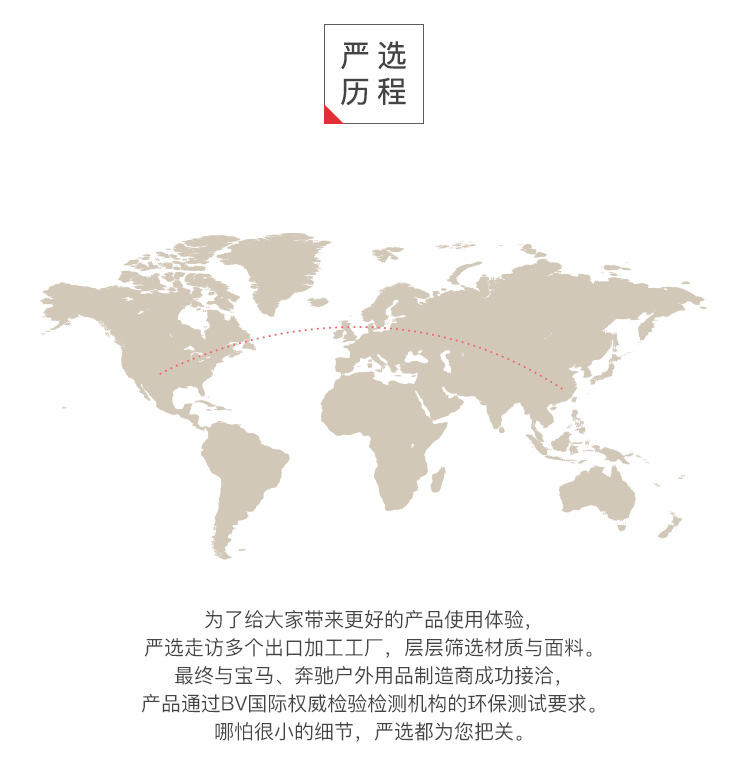 严选
历程
为了给大家带来更好的产品使用体验，
严选走访多个出口加工工厂，层层筛选材质与面料。
最终与宝马、奔驰户外用品制造商成功接洽，
产品通过BV国际权威检验检测机构的环保测试要求。
哪怕很小的细节，严选都为您把关。